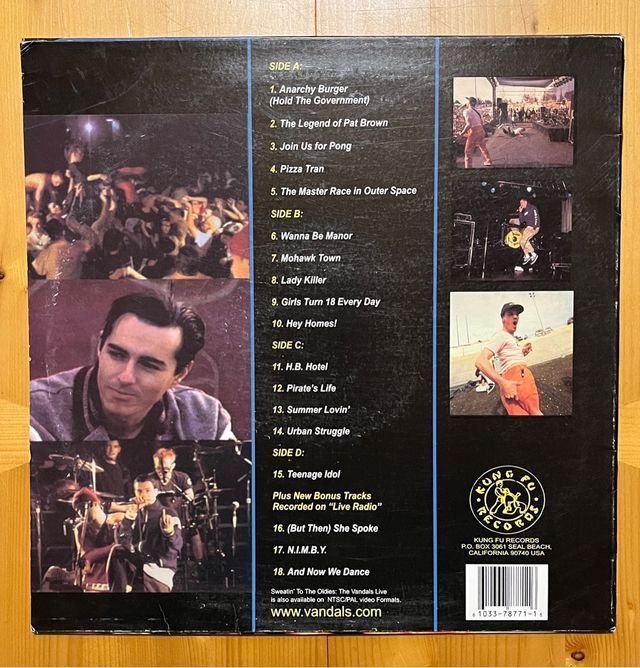 SIDE A:
1. Anarchy Burger
(Hold The Government)
2. The Legend of Pat Brown
3. Join Us for Pong
4. Pizza Tran
5. The Master Race in Outer Space
SIDE B:
6. Wanna Be Manor
7. Mohawk Town
8. Lady Killer
9. Girls Turn 18 Every Day
10. Hey Homes!
SIDE C:
11. H.B. Hotel
12. Pirate's Life
13. Summer Lovin'
14. Urban Struggle
SIDE D:
15. Teenage Idol
Plus New Bonus Tracks
Recorded on "Live Radio"
16. (But Then) She Spoke
17. N.I.M.B.Y.
18. And Now We Dance
Sweatin' To The Oldies: The Vandals Live
is also available on NTSC/PAL video Formats.
www.vandals.com
KUNG FU
RECORDS
KUNG FU RECORDS
P.O. BOX 3061 SEAL BEACH,
CALIFORNIA 90740 USA
6 1033-78771-1 6